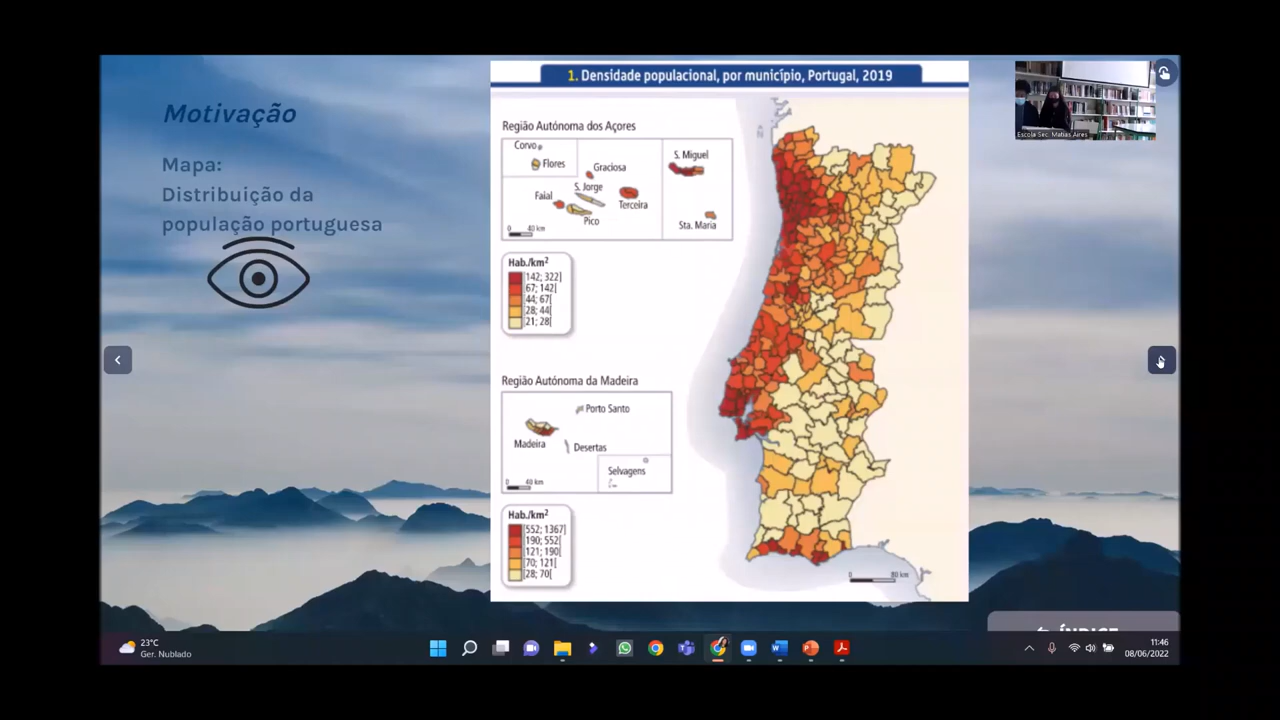 Motivação
Mapa:
Distribuição da
população portuguesa
1. Densidade populacional, por município, Portugal, 2019
Região Autónoma dos Açores
Corvo
Flores
Graciosa
S. Jorge
Faial
Terceira
Pico
0 40 km
S. Miguel
Sta. Maria
Hab./km²
[142; 322]
[67; 142[
[44; 67[
[28; 44[
[21; 28[
Região Autónoma da Madeira
Porto Santo
Madeira
Desertas
Selvagens
0 40 km
Hab./km²
[552; 1367]
[190; 552[
[121; 190[
[70; 121[
[28; 70[
N
0 80 km
Escola Sec. Matias Aires
ÍNDICE
23°C
Ger. Nublado
11:46
08/06/2022